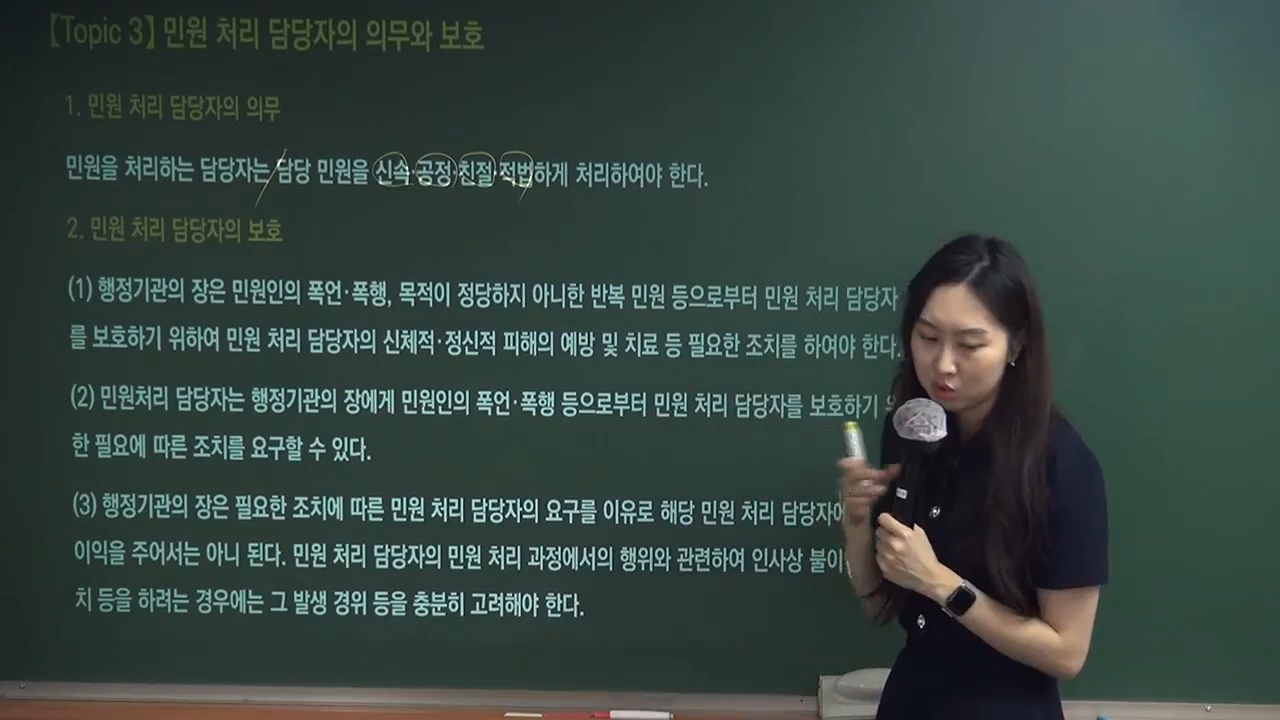 【Topic 3】 민원 처리 담당자의 의무와 보호
1. 민원 처리 담당자의 의무
민원을 처리하는 담당자는 담당 민원을 신속·공정·친절·적법하게 처리하여야 한다.
2. 민원 처리 담당자의 보호
(1) 행정기관의 장은 민원인의 폭언·폭행, 목적이 정당하지 아니한 반복 민원 등으로부터 민원 처리 담당자
를 보호하기 위하여 민원 처리 담당자의 신체적·정신적 피해의 예방 및 치료 등 필요한 조치를 하여야 한다.
(2) 민원처리 담당자는 행정기관의 장에게 민원인의 폭언·폭행 등으로부터 민원 처리 담당자를 보호하기
한 필요에 따른 조치를 요구할 수 있다.
(3) 행정기관의 장은 필요한 조치에 따른 민원 처리 담당자의 요구를 이유로 해당 민원 처리
이익을 주어서는 아니 된다. 민원 처리 담당자의 민원 처리 과정에서의 행위와 관련하여 인사상
치 등을 하려는 경우에는 그 발생 경위 등을 충분히 고려해야 한다.